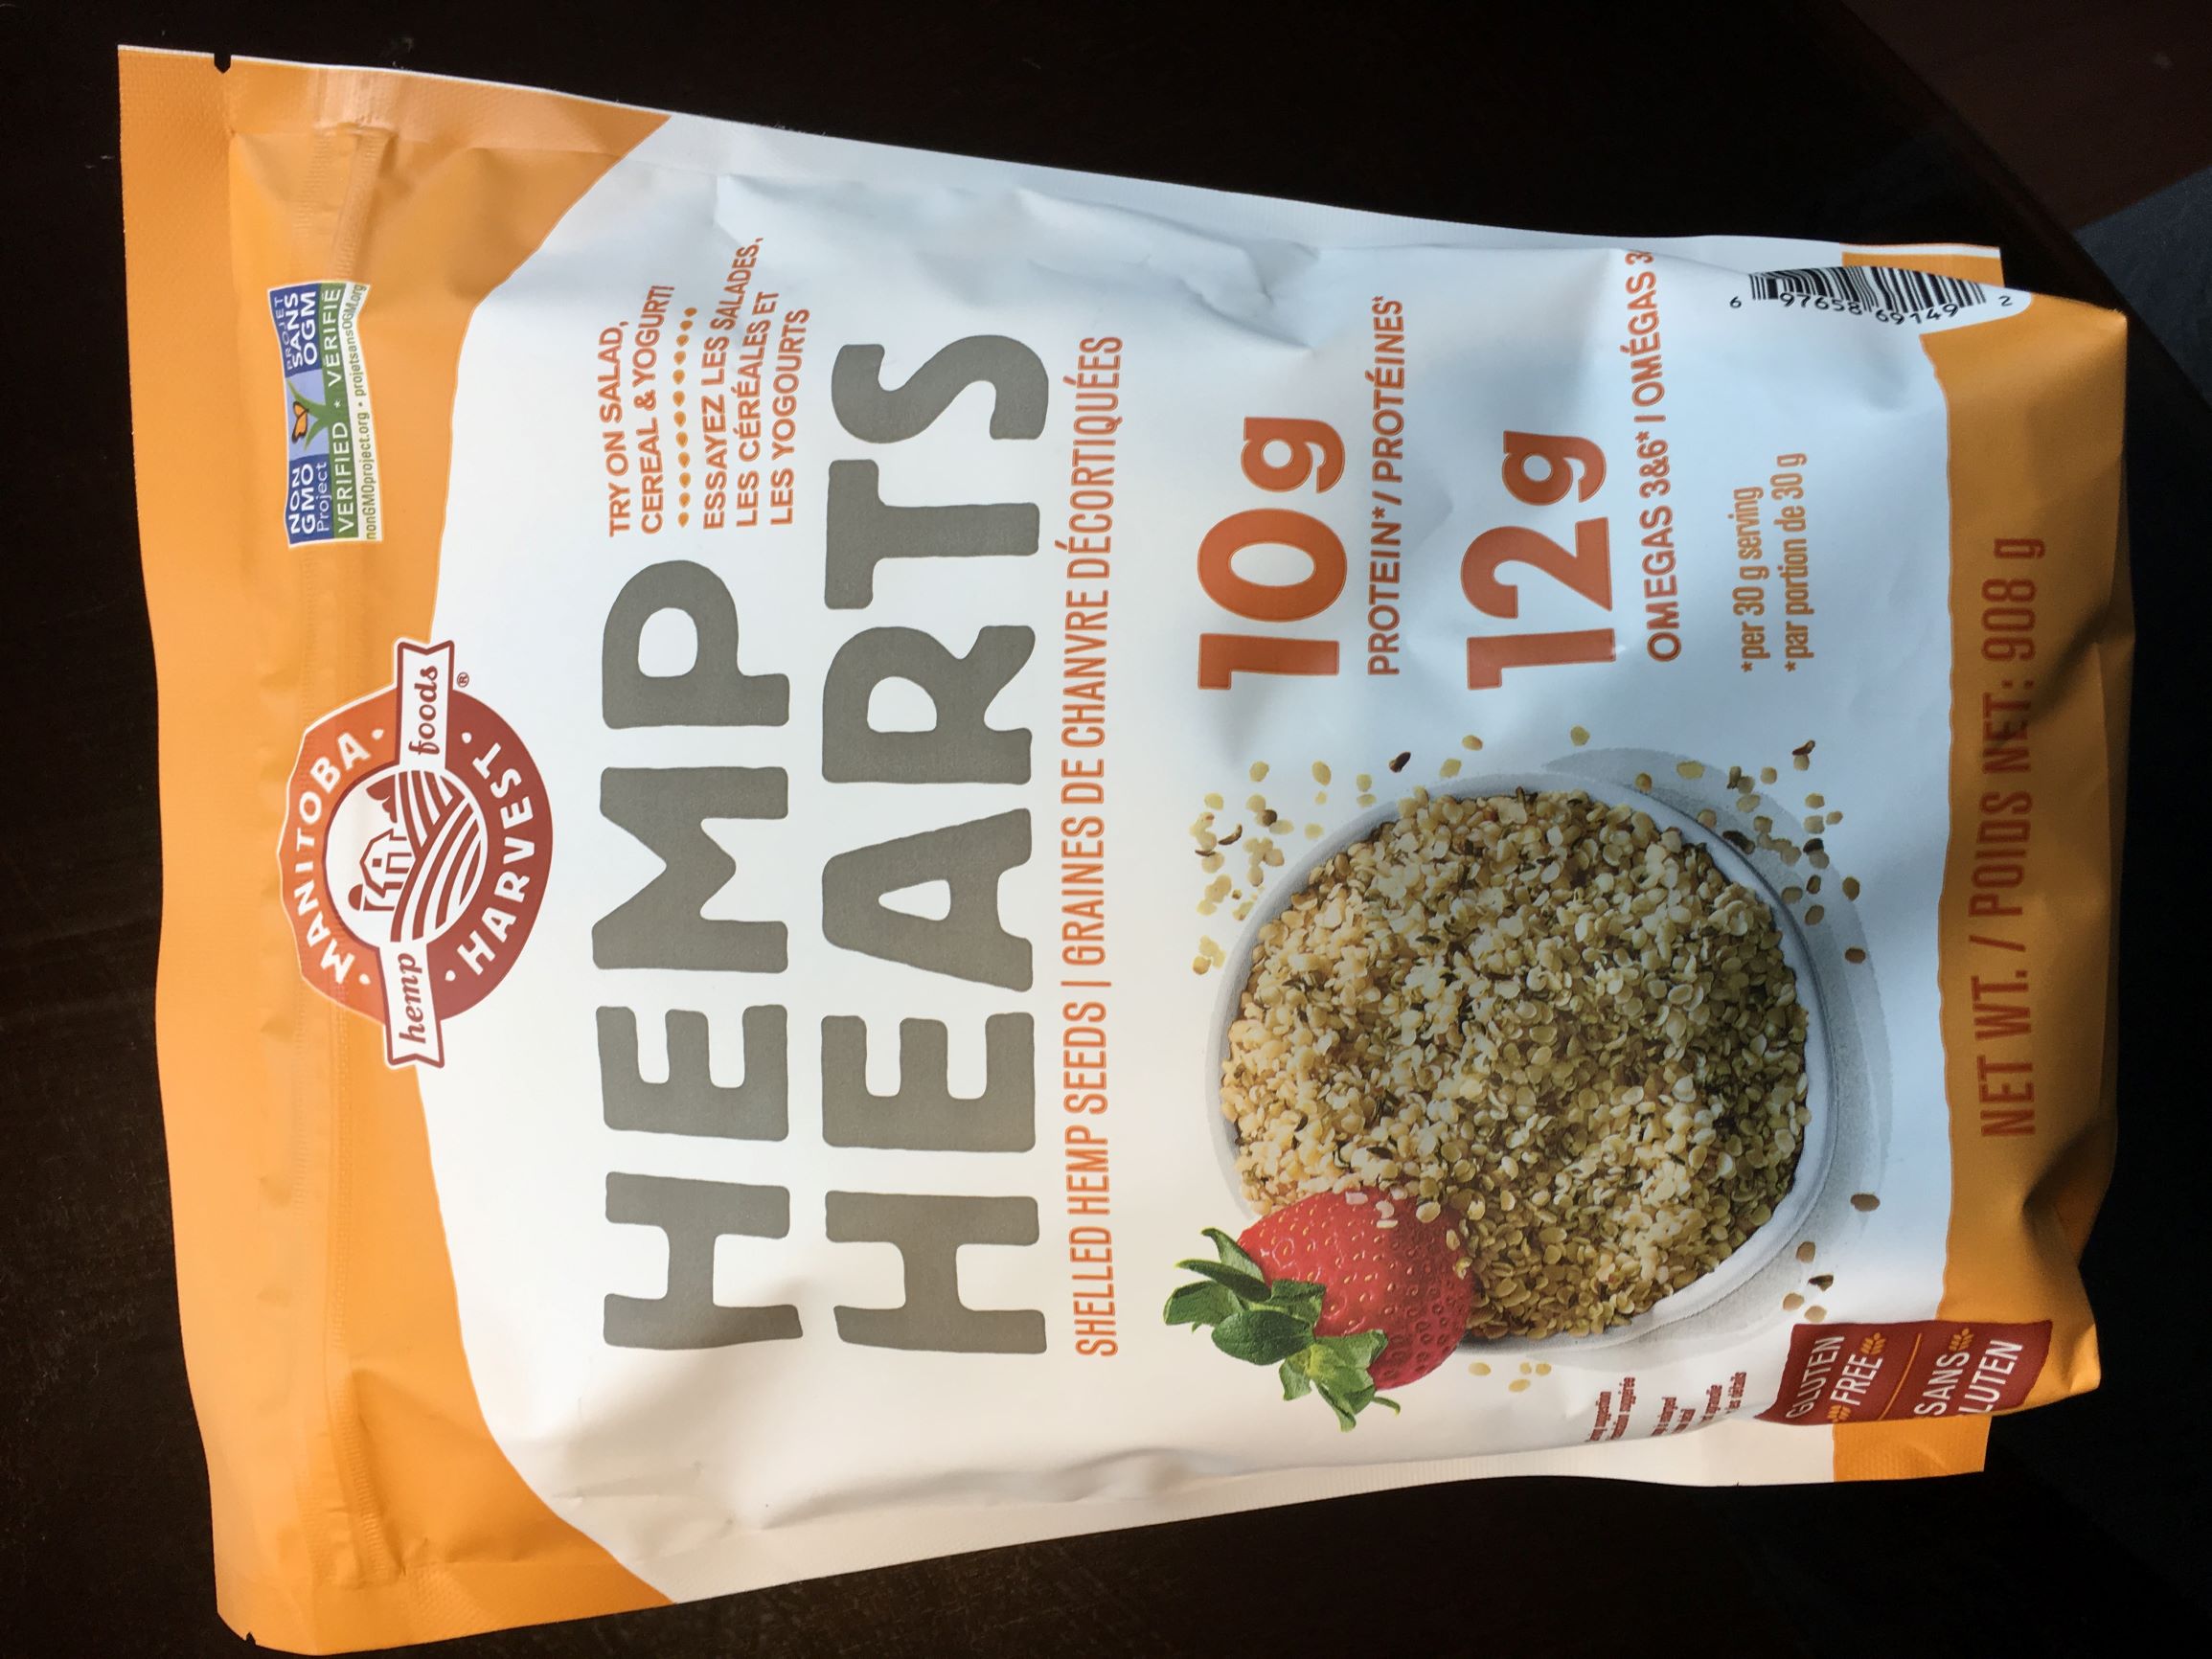 NON
GMO
Project
PROJET
SANS
OGM
VERIFIED * VÉRIFIÉ
nonGMOproject.org • projetsansOGM.org
• MANITOBA •
hemp foods ®
• HARVEST •
TRY ON SALAD,
CEREAL & YOGURT!
ESSAYEZ LES SALADES,
LES CÉRÉALES ET
LES YOGOURTS
HEMP
HEARTS
SHELLED HEMP SEEDS | GRAINES DE CHANVRE DÉCORTIQUÉES
10g
PROTEIN*/ PROTÉINES*
12g
OMEGAS 3&6* | OMÉGAS 3
*per 30 g serving
*par portion de 30 g
GLUTEN
FREE
SANS
LUTEN
6 97658 69149 2
NET WT. / POIDS NET: 908 g